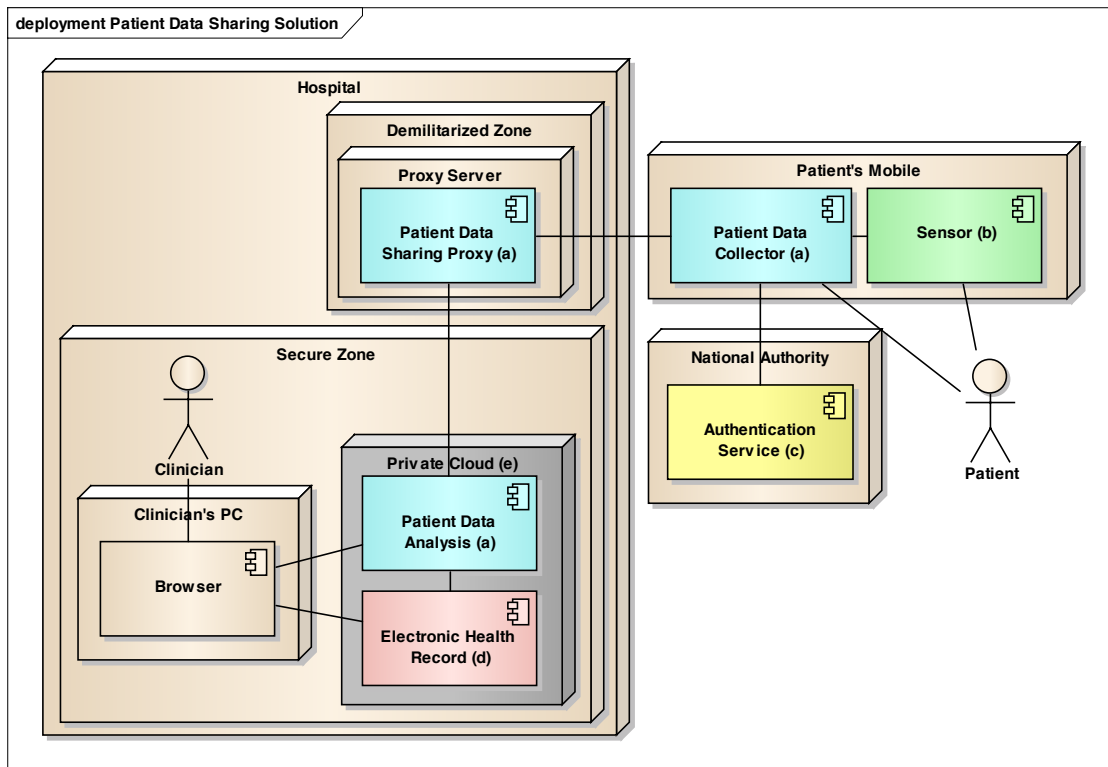 deployment Patient Data Sharing Solution
Hospital
Demilitarized Zone
Proxy Server
Patient Data
Sharing Proxy (a)
Patient's Mobile
Patient Data
Collector (a)
Sensor (b)
National Authority
Authentication
Service (c)
Patient
Secure Zone
Clinician
Clinician's PC
Browser
Private Cloud (e)
Patient Data
Analysis (a)
Electronic Health
Record (d)